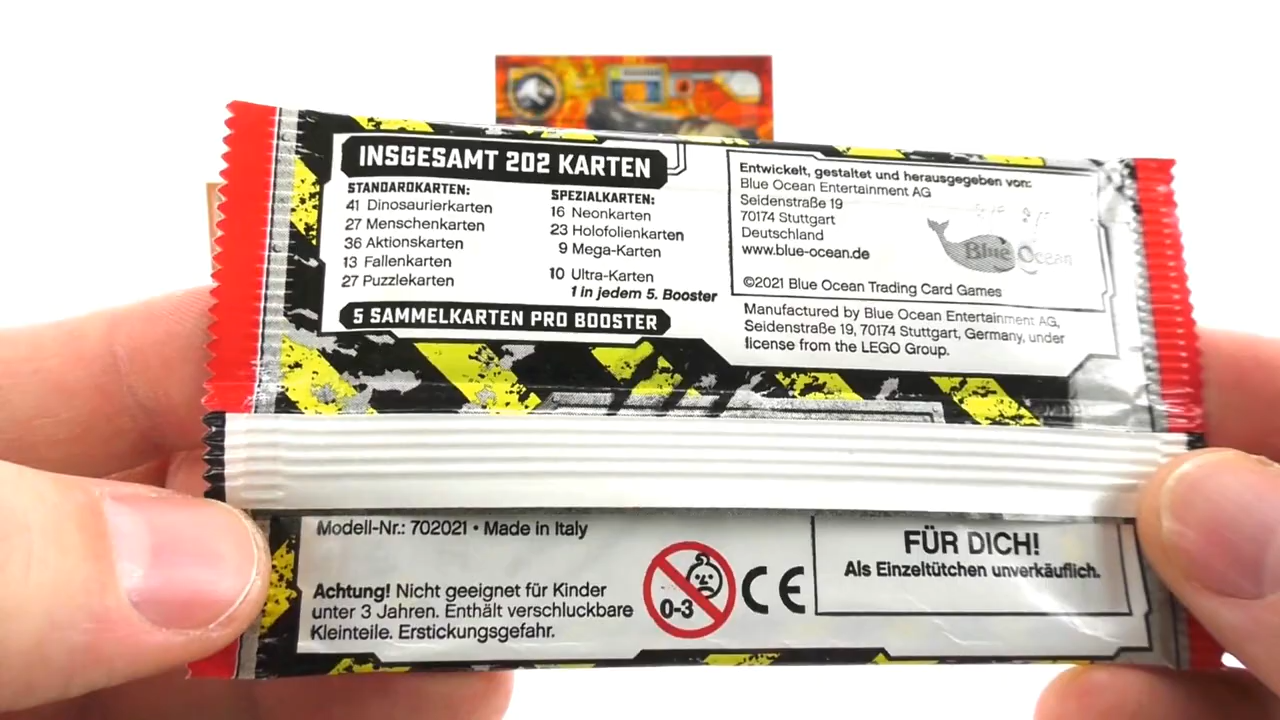 INSGESAMT 202 KARTEN
STANDARDKARTEN:
41 Dinosaurierkarten
27 Menschenkarten
36 Aktionskarten
13 Fallenkarten
27 Puzzlekarten
SPEZIALKARTEN:
16 Neonkarten
23 Holofolienkarten
9 Mega-Karten
10 Ultra-Karten
1 in jedem 5. Booster
5 SAMMELKARTEN PRO BOOSTER
Entwickelt, gestaltet und herausgegeben von:
Blue Ocean Entertainment AG
Seidenstraße 19
70174 Stuttgart
Deutschland
www.blue-ocean.de
Blue Ocean
©2021 Blue Ocean Trading Card Games
Manufactured by Blue Ocean Entertainment AG,
Seidenstraße 19, 70174 Stuttgart, Germany, under
license from the LEGO Group.
Modell-Nr.: 702021 • Made in Italy
Achtung! Nicht geeignet für Kinder
unter 3 Jahren. Enthält verschluckbare
Kleinteile. Erstickungsgefahr.
0-3
CE
FÜR DICH!
Als Einzeltütchen unverkäuflich.